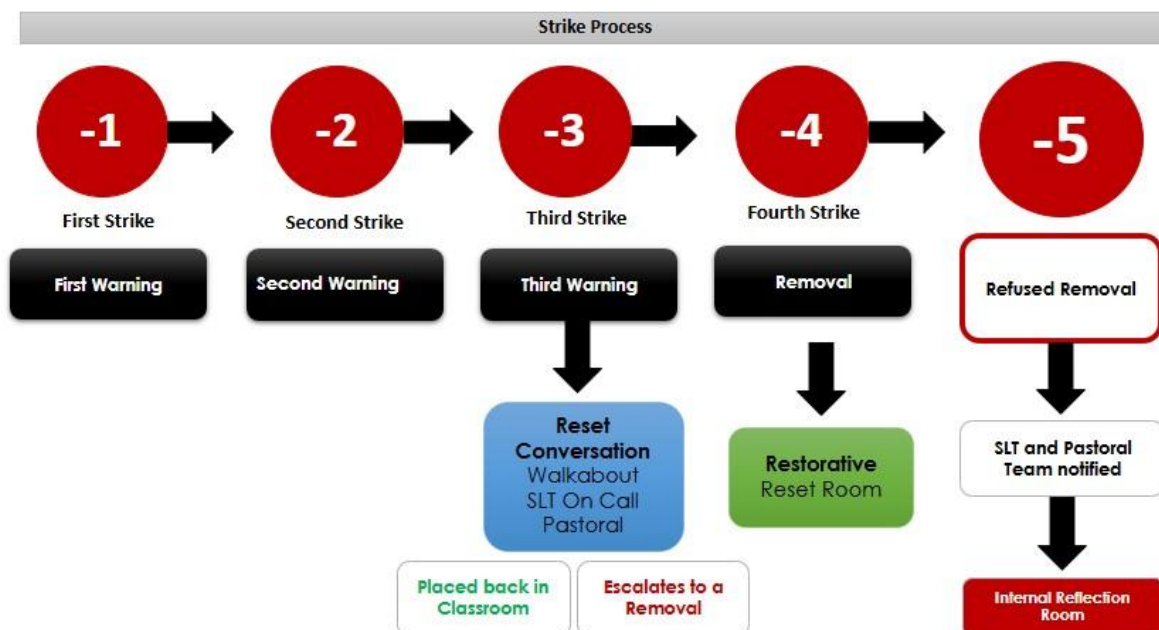 Strike Process
-1
-2
-3
-4
-5
First Strike
Second Strike
Third Strike
Fourth Strike
First Warning
Second Warning
Third Warning
Removal
Refused Removal
Reset
Conversation
Walkabout
SLT On Call
Pastoral
Restorative
Reset Room
SLT and Pastoral
Team notified
Placed back in
Classroom
Escalates to a
Removal
Internal Reflection
Room